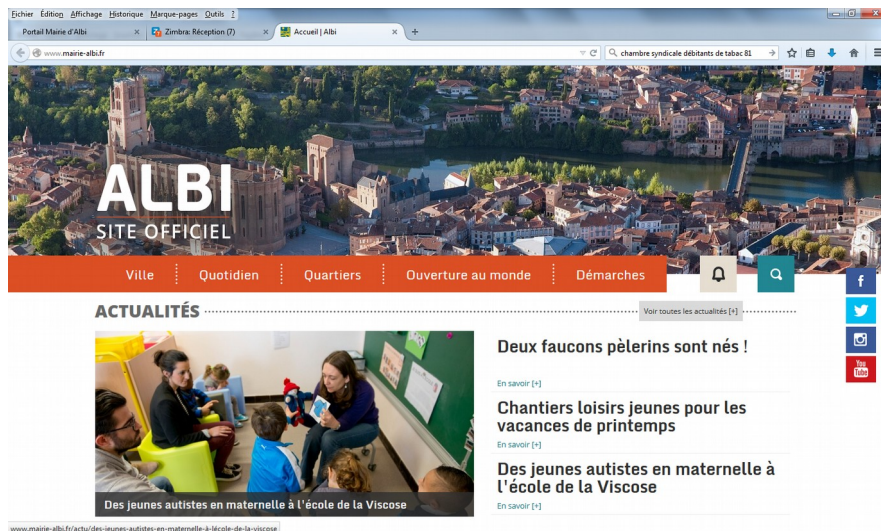 Fichier Édition Affichage Historique Marque-pages Outils ?
Portail Mairie d'Albi × Zimbra: Réception (7) × Accueil | Albi × +
www.mairie-albi.fr chambre syndicale débitants de tabac 81
ALBI
SITE OFFICIEL
Ville Quotidien Quartiers Ouverture au monde Démarches
ACTUALITÉS
Voir toutes les actualités [+]
Deux faucons pèlerins sont nés !
En savoir [+]
Chantiers loisirs jeunes pour les
vacances de printemps
En savoir [+]
Des jeunes autistes en maternelle à
l'école de la Viscose
En savoir [+]
Des jeunes autistes en maternelle à l'école de la Viscose
f
You
Tube
www.mairie-albi.fr/actu/des-jeunes-autistes-en-maternelle-à-lécole-de-la-viscose